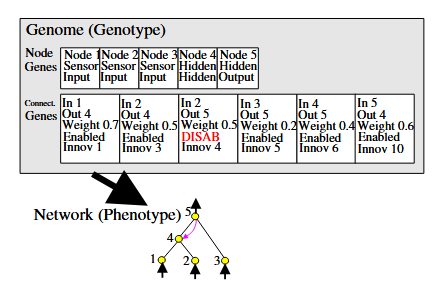 Genome (Genotype)
Node Genes
Node 1 Sensor Input
Node 2 Sensor Input
Node 3 Sensor Input
Node 4 Hidden Hidden
Node 5 Hidden Output
Connect. Genes
In 1
Out 4
Weight 0.7
Enabled
Innov 1
In 2
Out 4
Weight 0.5
Enabled
Innov 3
In 2
Out 5
Weight 0.5
DISAB
Innov 4
In 3
Out 5
Weight 0.2
Enabled
Innov 5
In 4
Out 5
Weight 0.4
Enabled
Innov 6
In 5
Out 4
Weight 0.6
Enabled
Innov 10
Network (Phenotype)
5
4
1
2
3